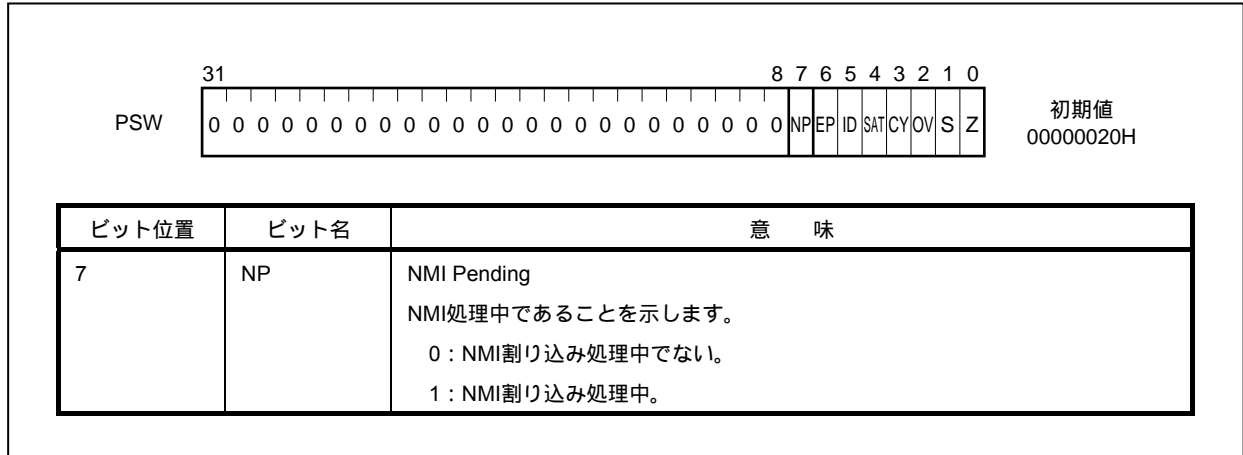 31 8 7 6 5 4 3 2 1 0
PSW 0 0 0 0 0 0 0 0 0 0 0 0 0 0 0 0 0 0 0 0 0 0 0 0 NP EP ID SAT CY OV S Z
初期値
00000020H
ビット位置 ビット名 意 味
7 NP NMI Pending
NMI処理中であることを示します。
0：NMI割り込み処理中でない。
1：NMI割り込み処理中。